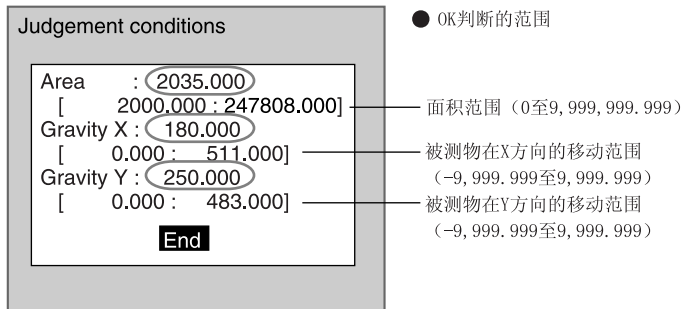 Judgement conditions
Area : 2035.000
[ 2000.000 : 247808.000]
Gravity X : 180.000
[ 0.000 : 511.000]
Gravity Y : 250.000
[ 0.000 : 483.000]
End
● OK判断的范围
面积范围（0至9,999,999.999）
被测物在X方向的移动范围
（-9,999.999至9,999.999）
被测物在Y方向的移动范围
（-9,999.999至9,999.999）